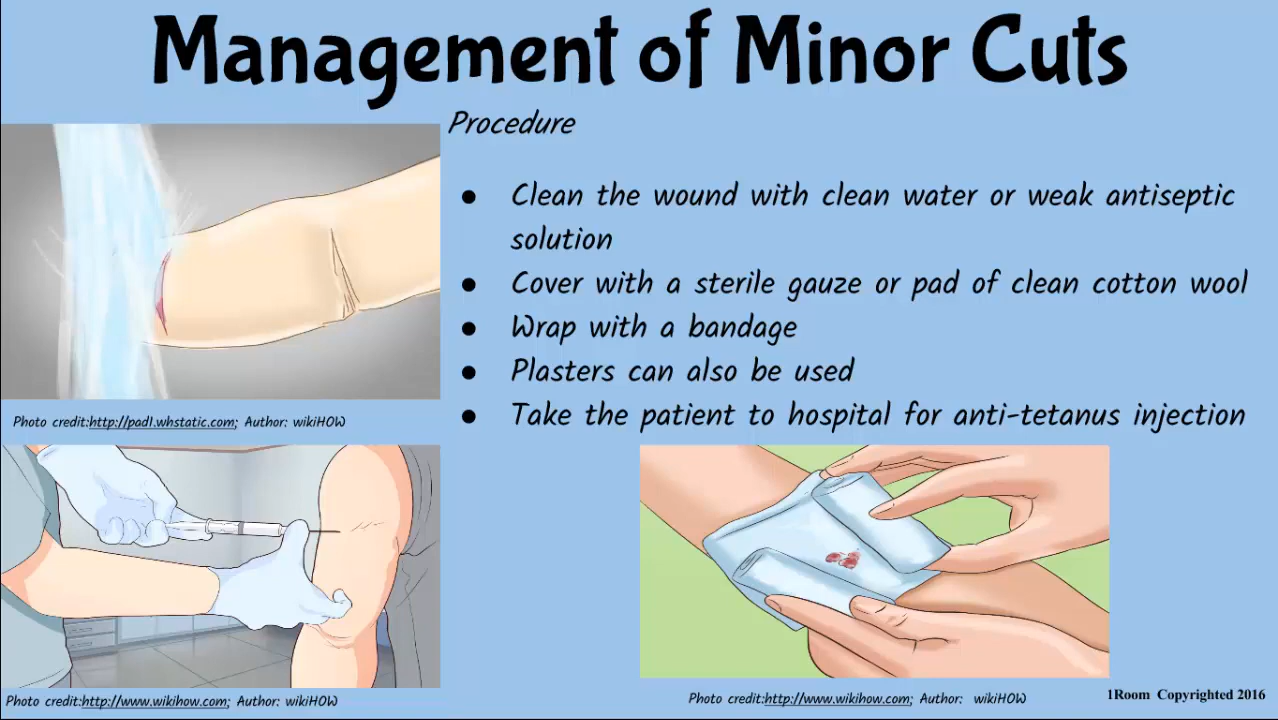 Management of Minor Cuts
Procedure
● Clean the wound with clean water or weak antiseptic
solution
● Cover with a sterile gauze or pad of clean cotton wool
● Wrap with a bandage
● Plasters can also be used
● Take the patient to hospital for anti-tetanus injection
Photo credit:http://pad1.whstatic.com; Author: wikiHOW
Photo credit:http://www.wikihow.com; Author: wikiHOW
Photo credit:http://www.wikihow.com; Author: wikiHOW
1Room Copyrighted 2016